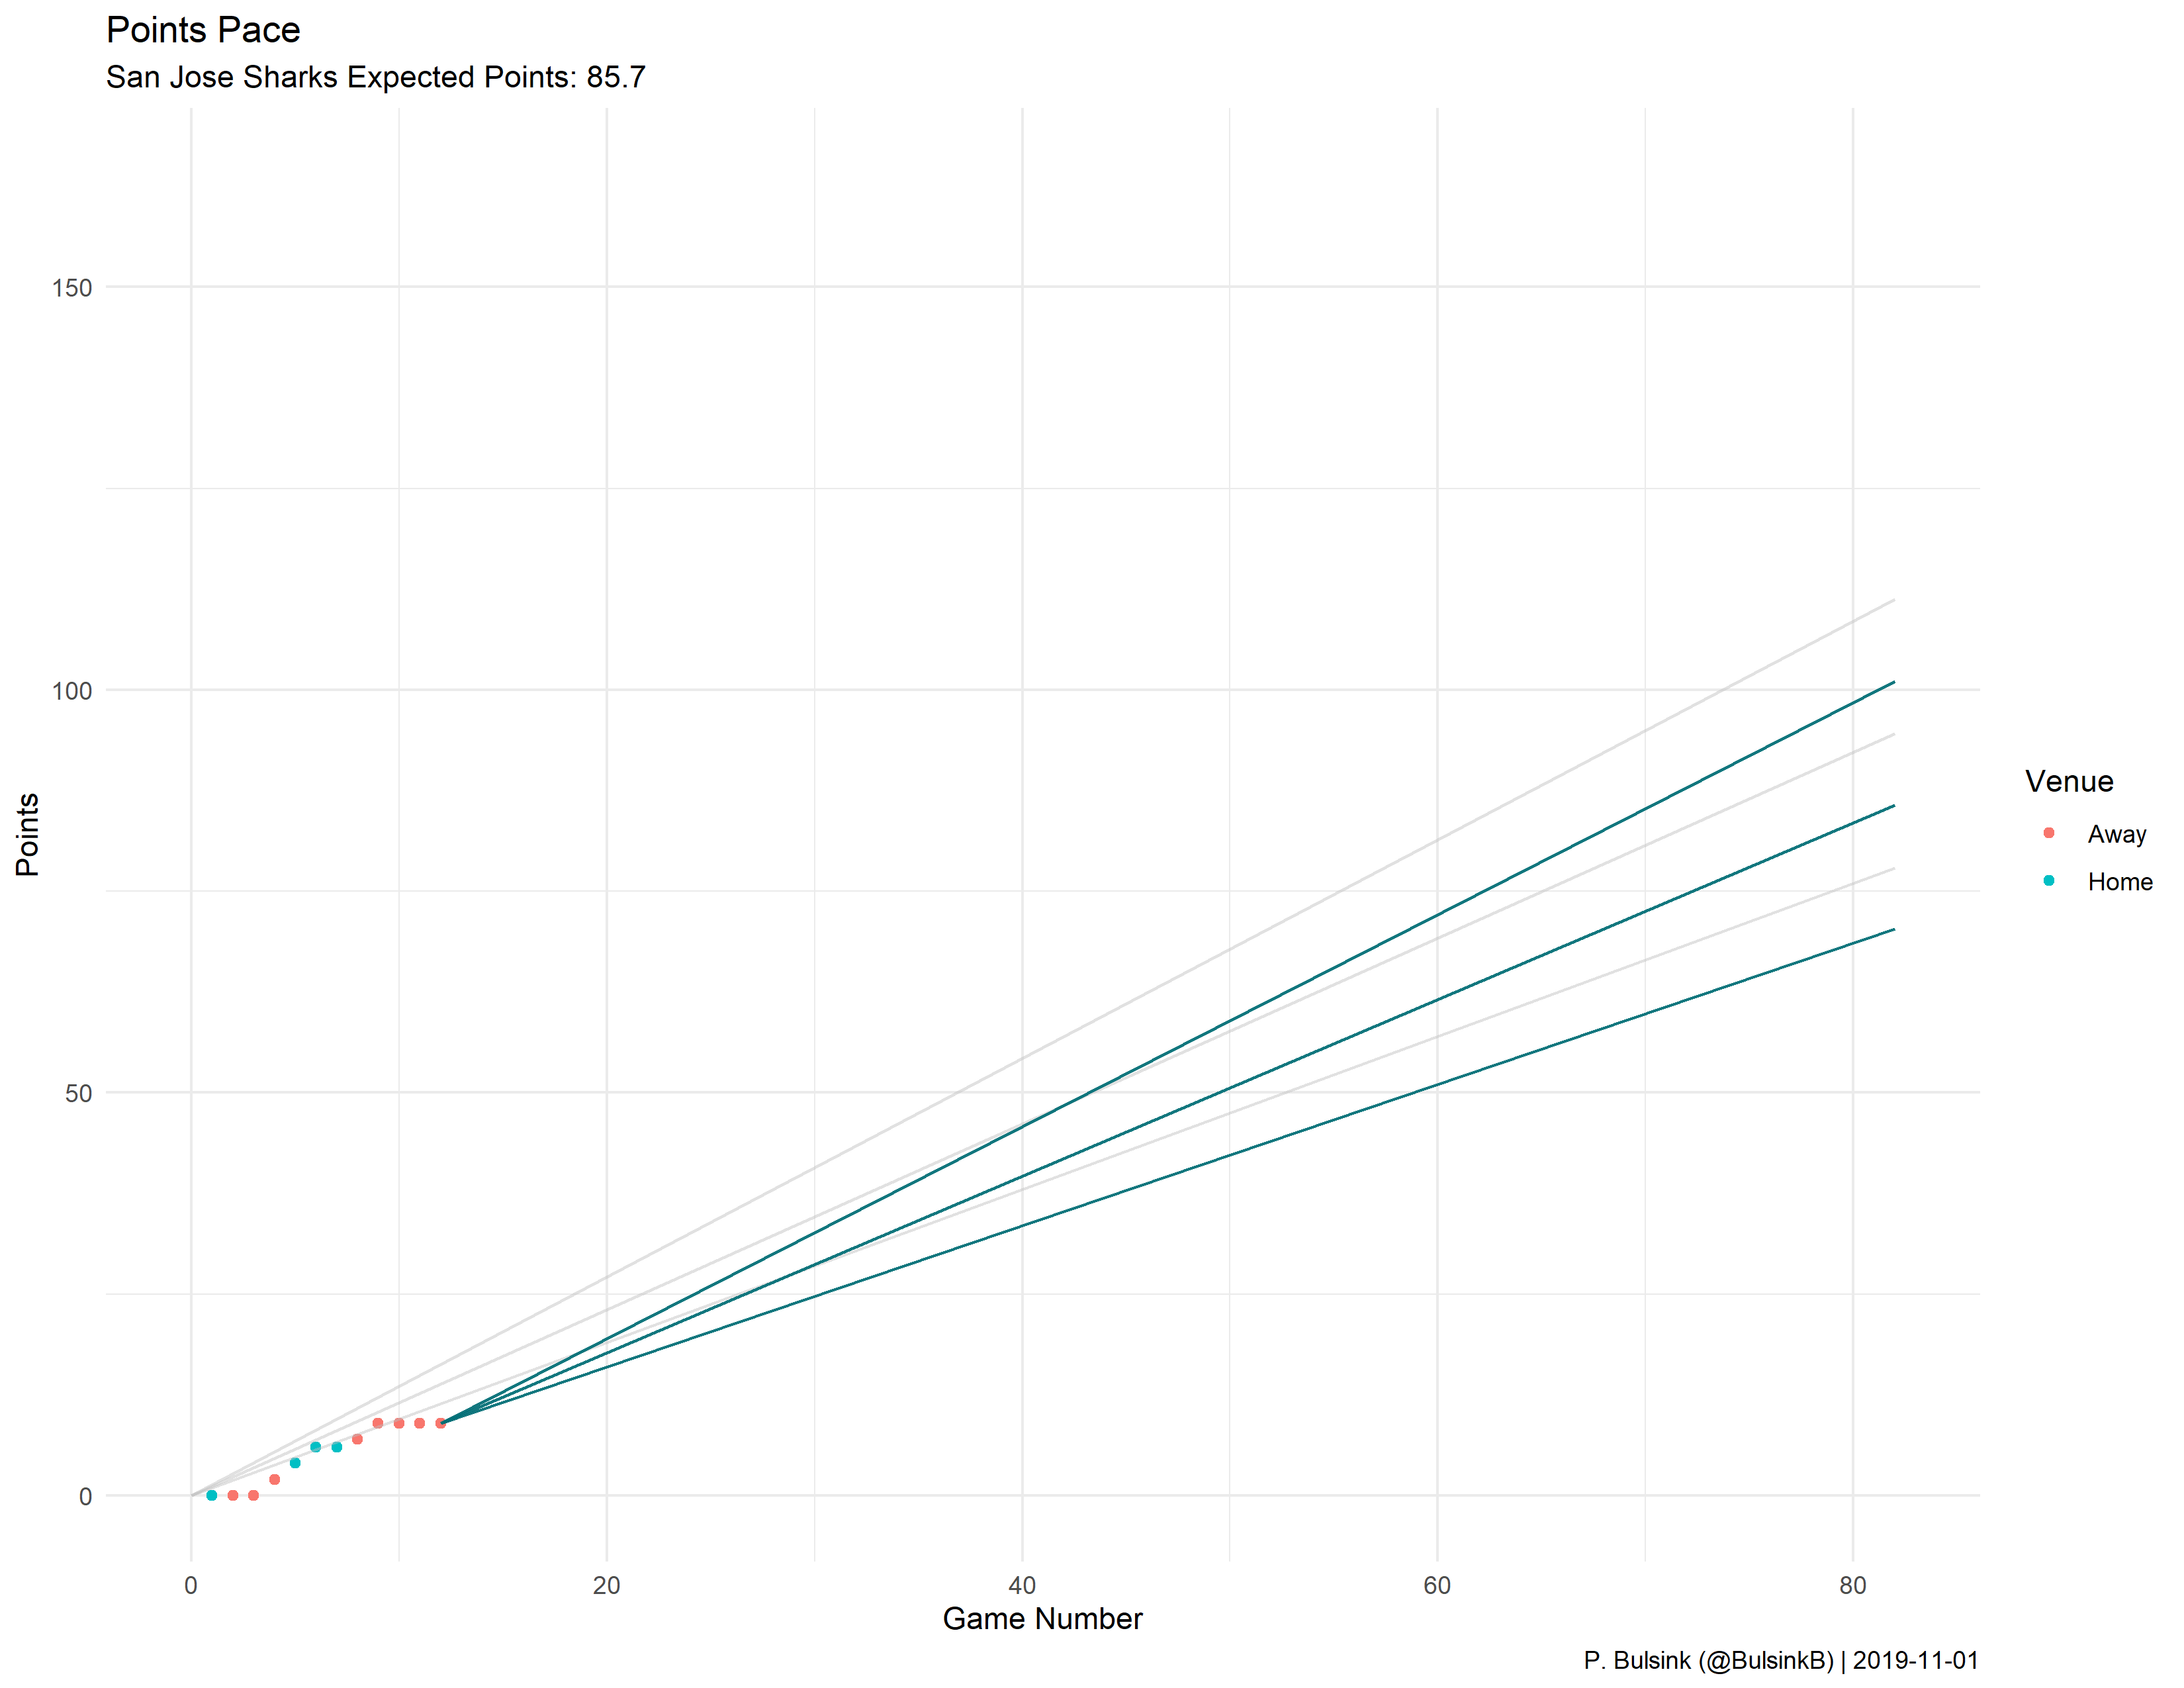 Points Pace
San Jose Sharks Expected Points: 85.7
150
100
50
0
Points
0 20 40 60 80
Game Number
Venue
Away
Home
P. Bulsink (@BulsinkB) | 2019-11-01